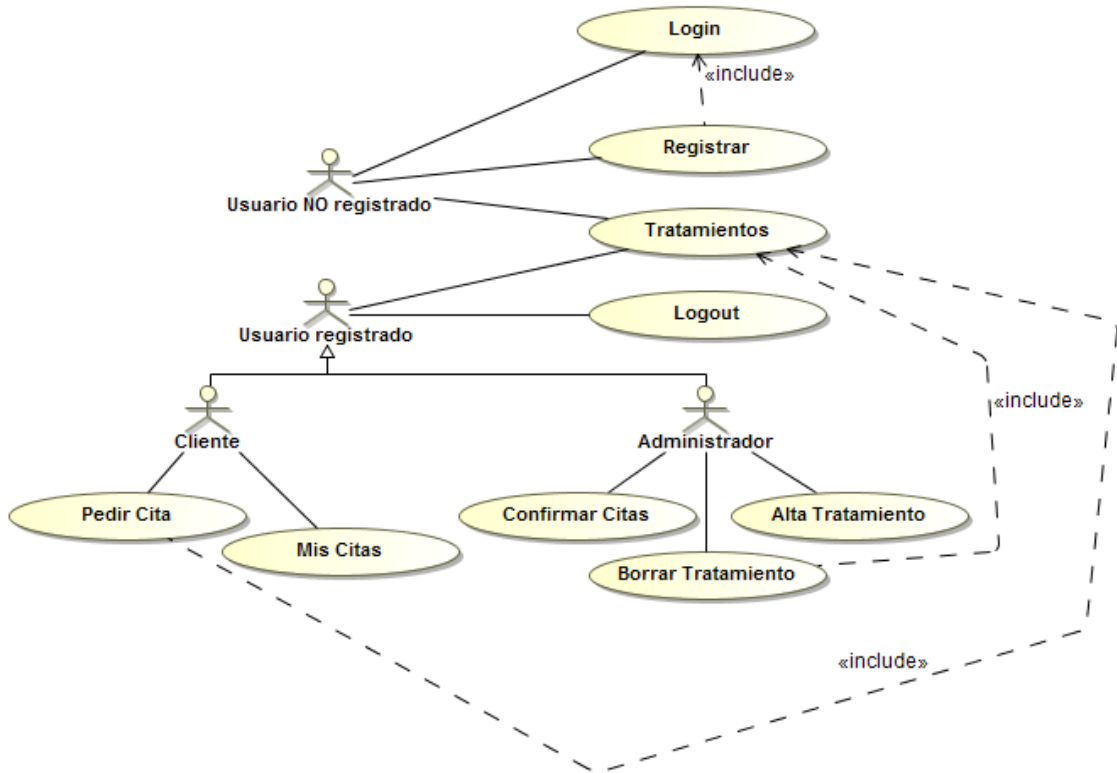 Login
«include»
Registrar
Usuario NO registrado
Tratamientos
Logout
Usuario registrado
«include»
Cliente
Administrador
Pedir Cita
Confirmar Citas
Alta Tratamiento
Mis Citas
Borrar Tratamiento
«include»